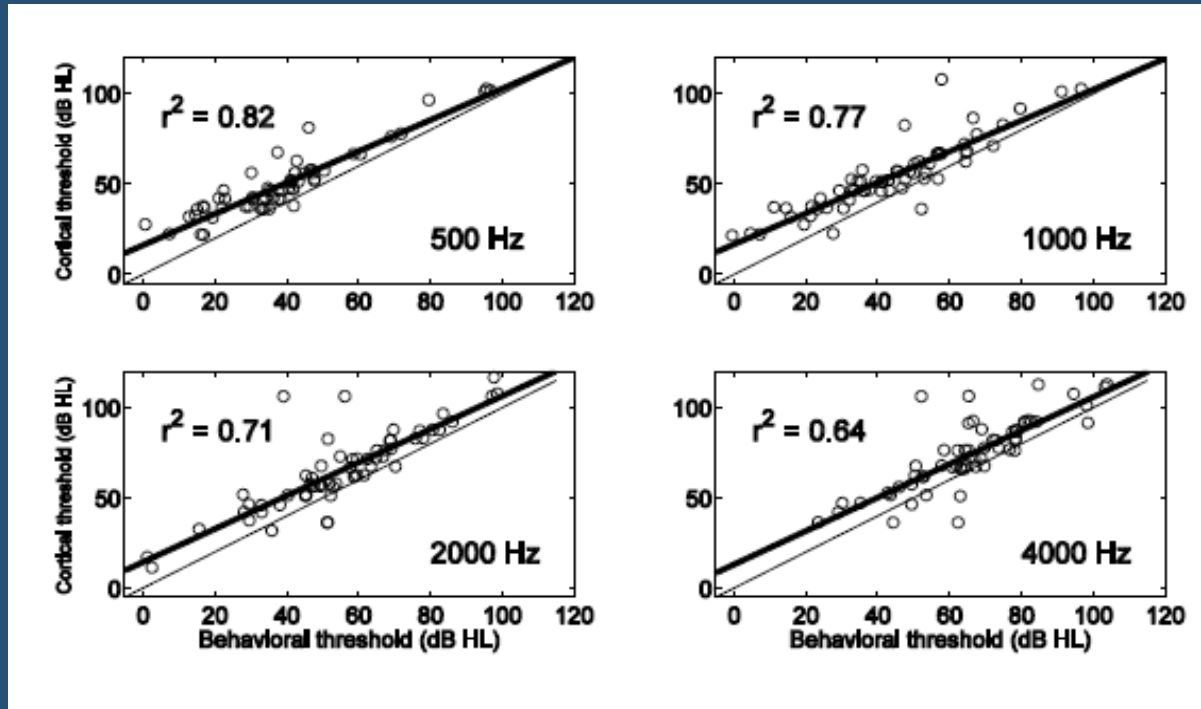 Cortical threshold (dB HL)
100
50
0
r² = 0.82
500 Hz
0 20 40 60 80 100 120
100
50
0
r² = 0.77
1000 Hz
0 20 40 60 80 100 120
Cortical threshold (dB HL)
100
50
0
r² = 0.71
2000 Hz
0 20 40 60 80 100 120
Behavioral threshold (dB HL)
100
50
0
r² = 0.64
4000 Hz
0 20 40 60 80 100 120
Behavioral threshold (dB HL)